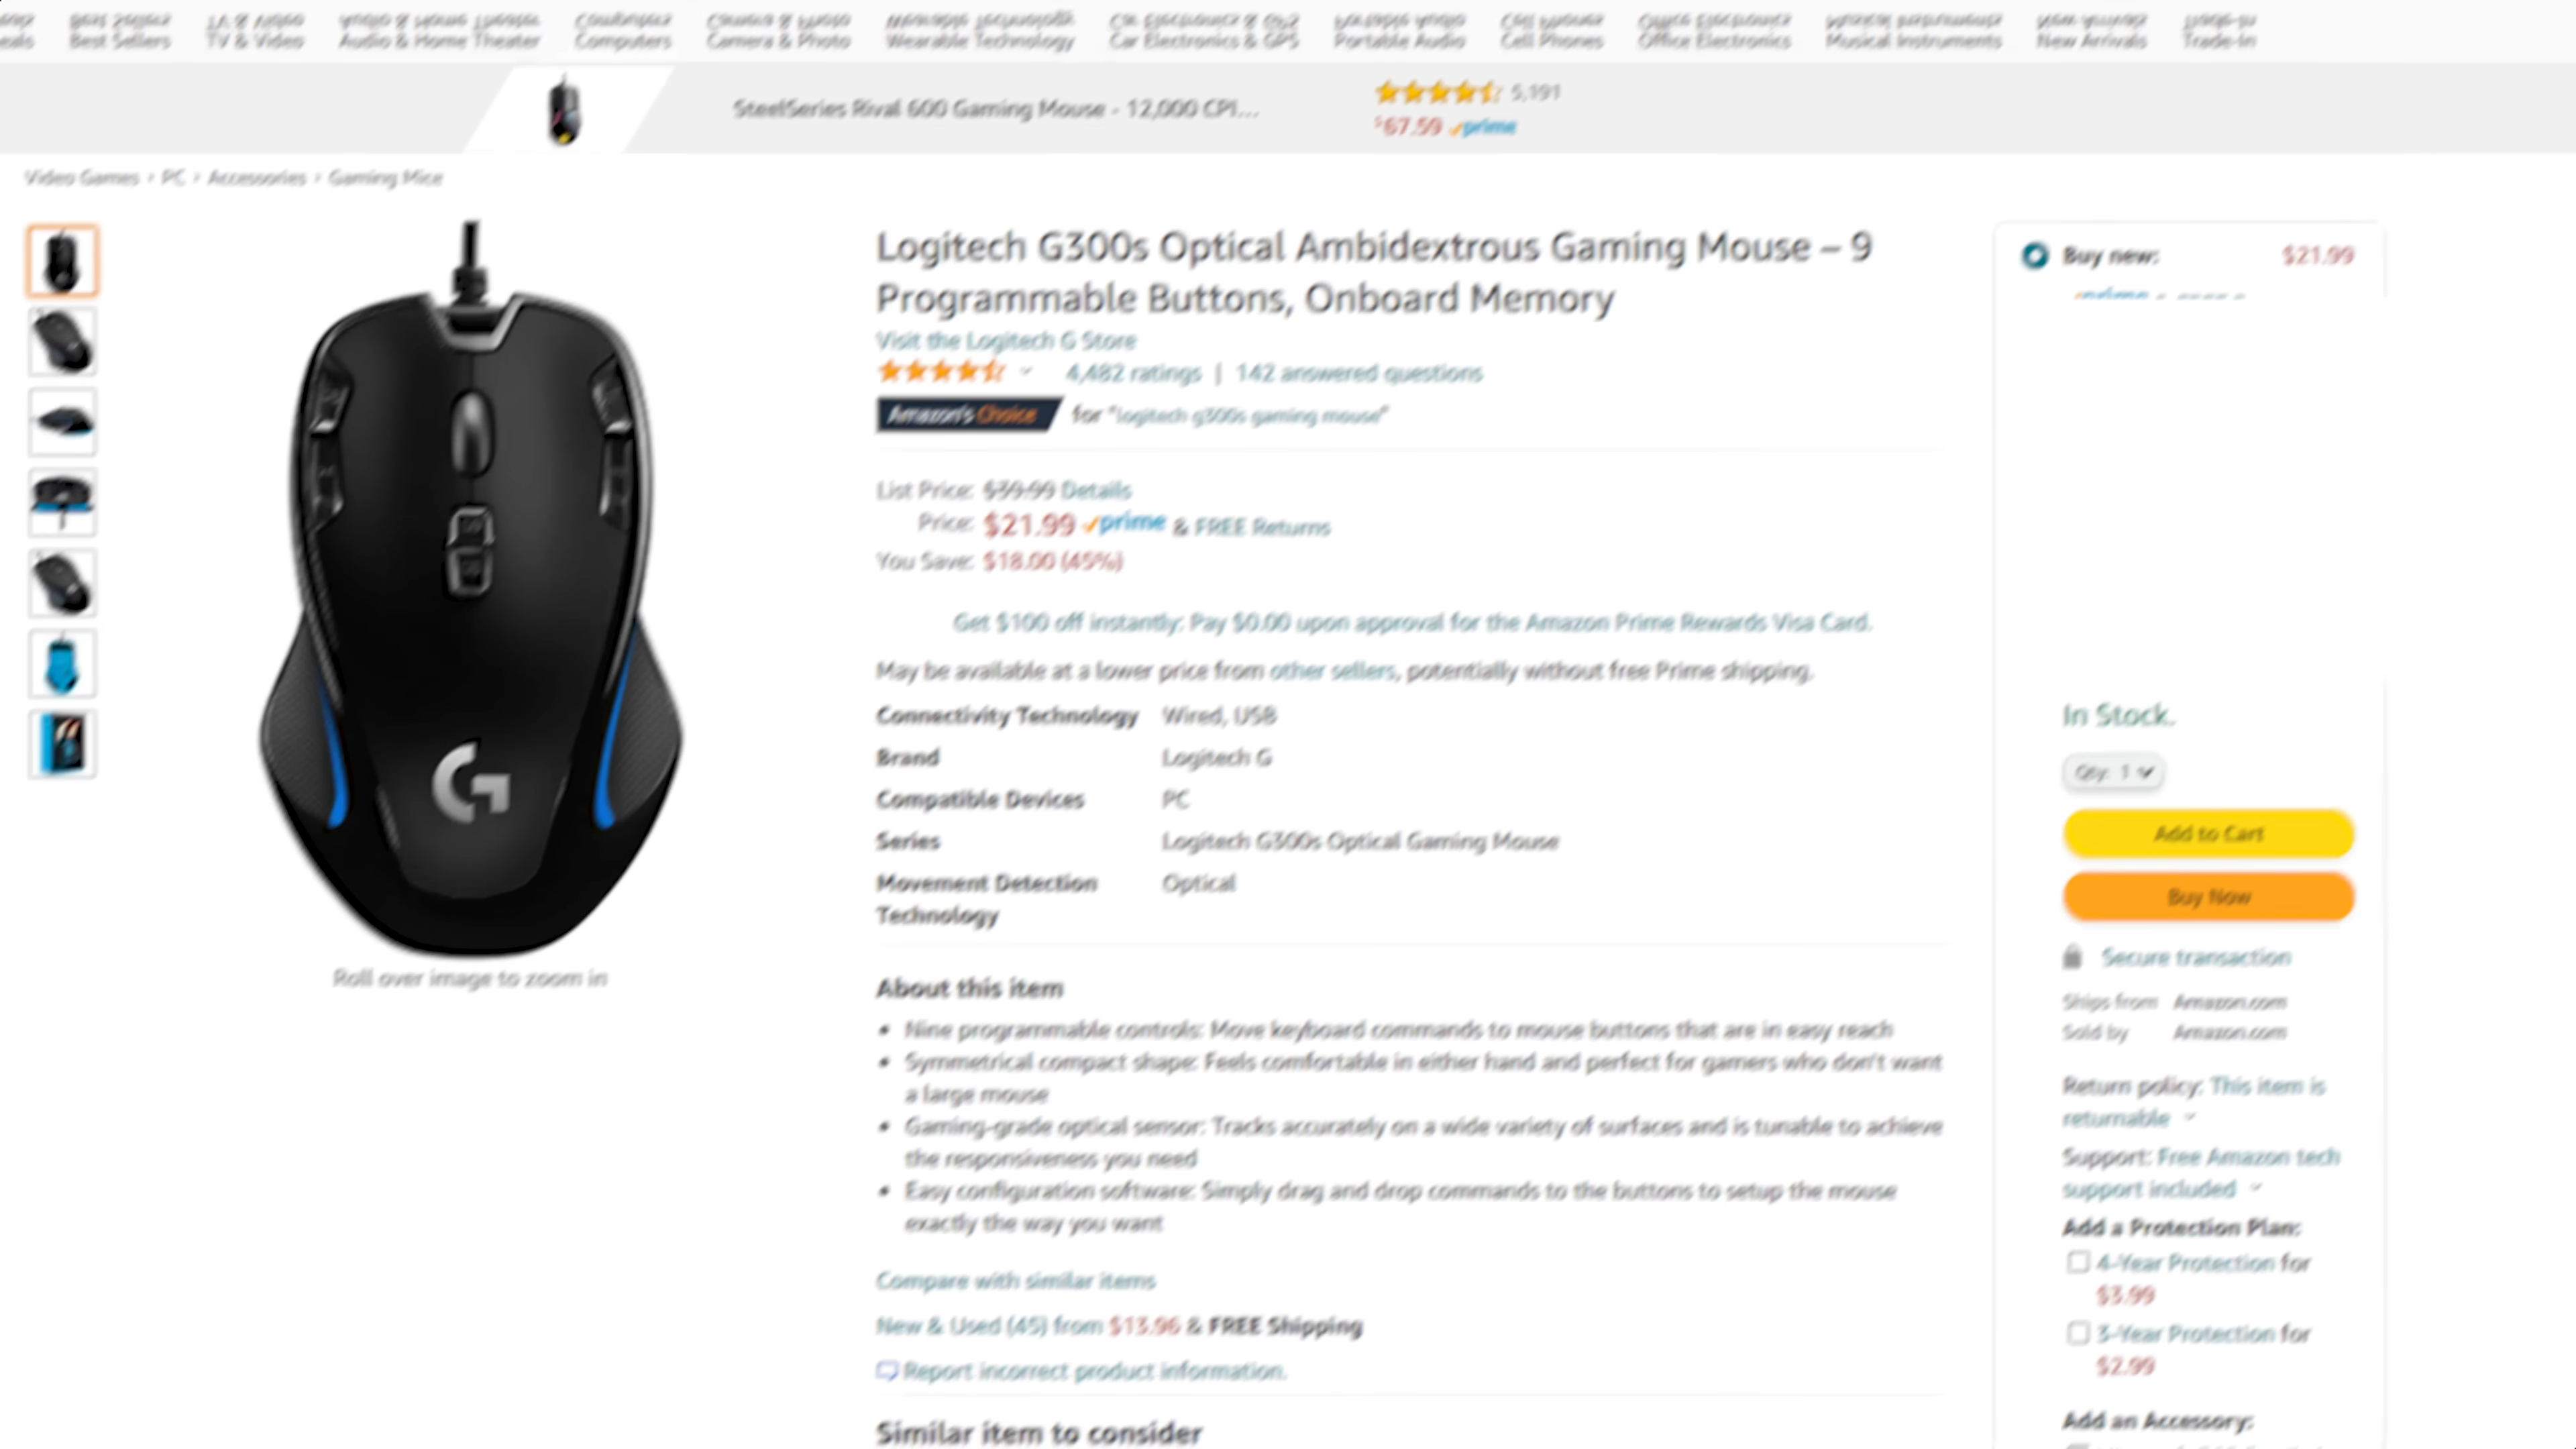 Best Sellers
TV & Video
Audio & Home Theater
Computers
Camera & Photo
Wearable Technology
Car Electronics & GPS
Portable Audio
Cell Phones
Office Electronics
Musical Instruments
New Arrivals
Trade-In
SteelSeries Rival 600 Gaming Mouse - 12,000 CPI...
5,191
$67.59 prime
Video Games › PC › Accessories › Gaming Mice
Logitech G300s Optical Ambidextrous Gaming Mouse – 9
Programmable Buttons, Onboard Memory
Visit the Logitech G Store
4,482 ratings | 142 answered questions
Amazon's Choice for "logitech g300s gaming mouse"
List Price: $39.99 Details
Price: $21.99 prime & FREE Returns
You Save: $18.00 (45%)
Get $100 off instantly: Pay $0.00 upon approval for the Amazon Prime Rewards Visa Card.
May be available at a lower price from other sellers, potentially without free Prime shipping.
Connectivity Technology Wired, USB
Brand Logitech G
Compatible Devices PC
Series Logitech G300s Optical Gaming Mouse
Movement Detection Optical
Technology
Roll over image to zoom in
About this item
• Nine programmable controls: Move keyboard commands to mouse buttons that are in easy reach
• Symmetrical compact shape: Feels comfortable in either hand and perfect for gamers who don't want
a large mouse
• Gaming-grade optical sensor: Tracks accurately on a wide variety of surfaces and is tunable to achieve
the responsiveness you need
• Easy configuration software: Simply drag and drop commands to the buttons to setup the mouse
exactly the way you want
Compare with similar items
New & Used (45) from $13.96 & FREE Shipping
Report incorrect product information.
Similar item to consider
Buy new: $21.99
prime
In Stock.
Qty: 1
Add to Cart
Buy Now
Secure transaction
Ships from Amazon.com
Sold by Amazon.com
Return policy: This item is
returnable
Support: Free Amazon tech
support included
Add a Protection Plan:
4-Year Protection for
$3.99
3-Year Protection for
$2.99
Add an Accessory: